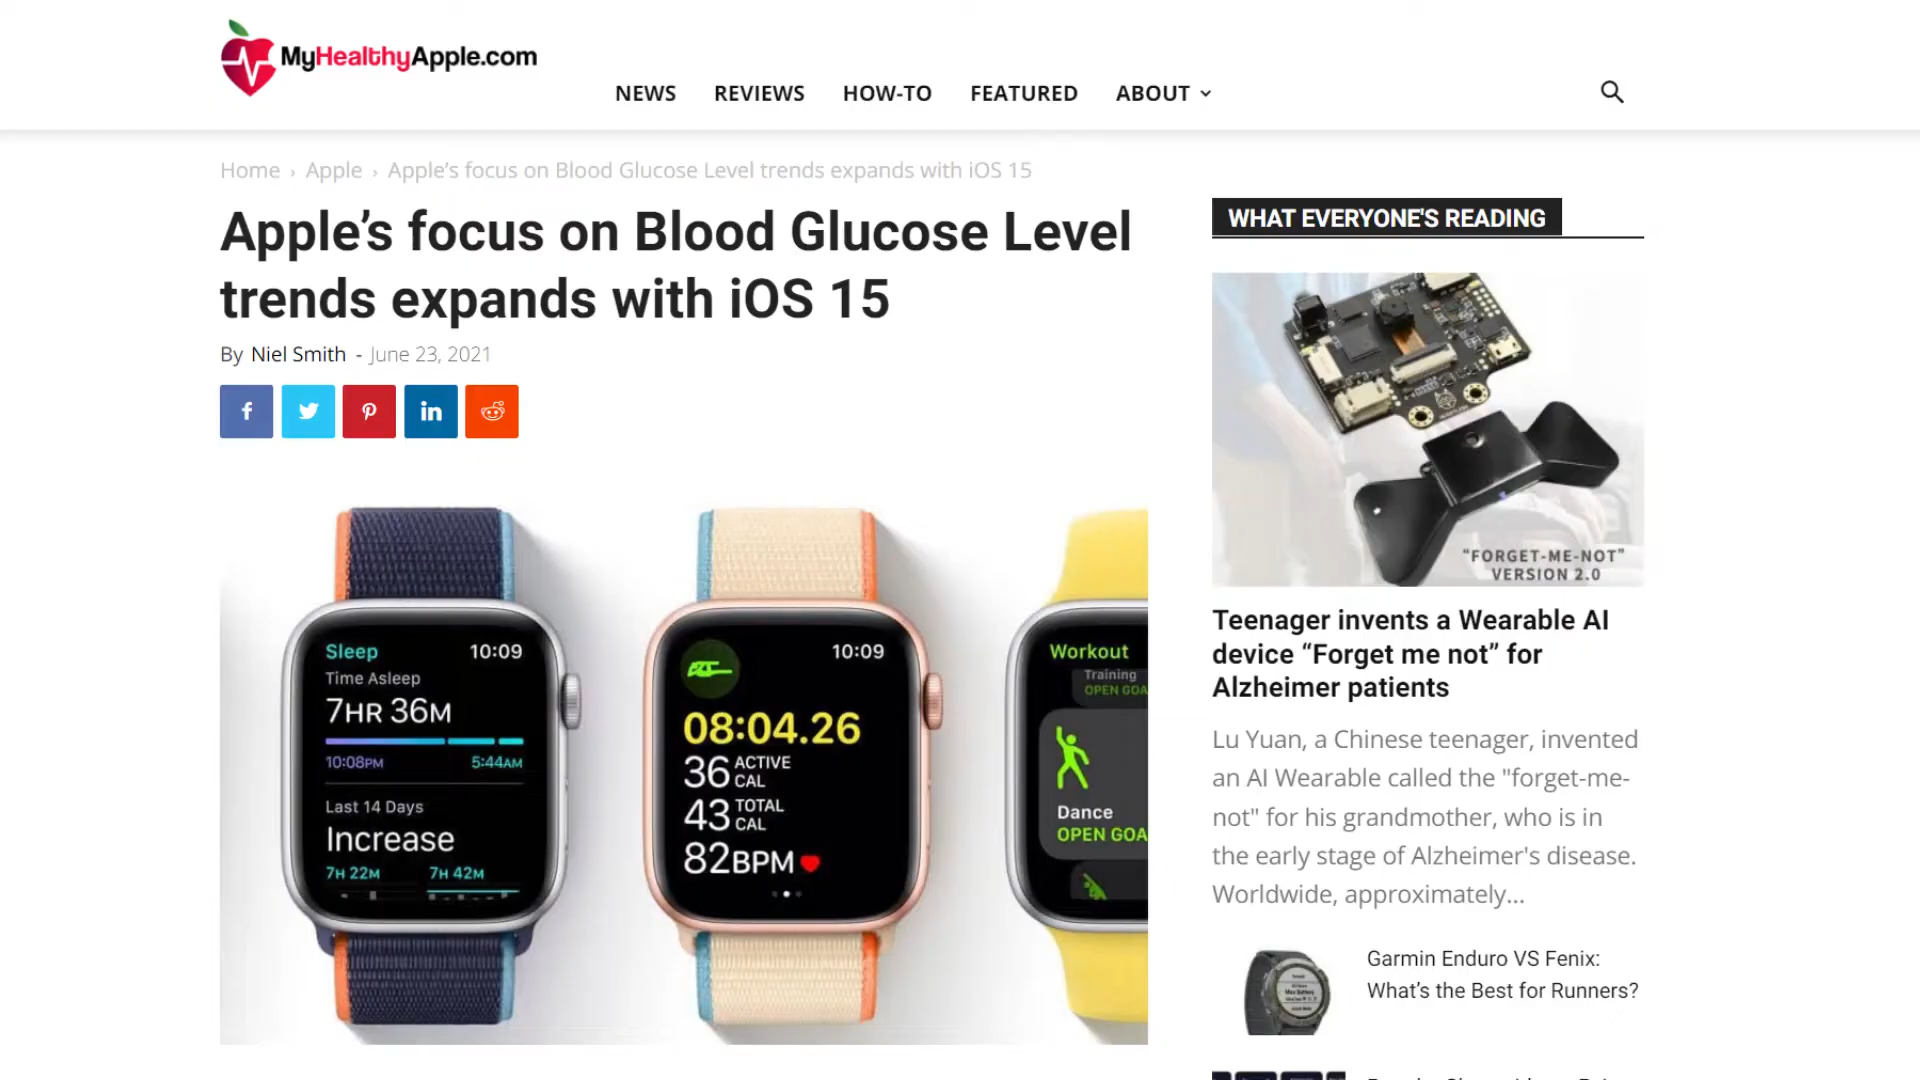 MyHealthyApple.com
NEWS
REVIEWS
HOW-TO
FEATURED
ABOUT
Home › Apple › Apple’s focus on Blood Glucose Level trends expands with iOS 15
Apple’s focus on Blood Glucose Level
trends expands with iOS 15
By Niel Smith - June 23, 2021
Sleep 10:09
Time Asleep
7HR 36M
10:08PM 5:44AM
Last 14 Days
Increase
7H 22M 7H 42M
10:09
08:04.26
36 ACTIVE CAL
43 TOTAL CAL
82BPM
Workout
Training
OPEN GOA
Dance
OPEN GOA
WHAT EVERYONE'S READING
“FORGET-ME-NOT”
VERSION 2.0
Teenager invents a Wearable AI
device “Forget me not” for
Alzheimer patients
Lu Yuan, a Chinese teenager, invented
an AI Wearable called the "forget-me-
not" for his grandmother, who is in
the early stage of Alzheimer's disease.
Worldwide, approximately...
Garmin Enduro VS Fenix:
What’s the Best for Runners?